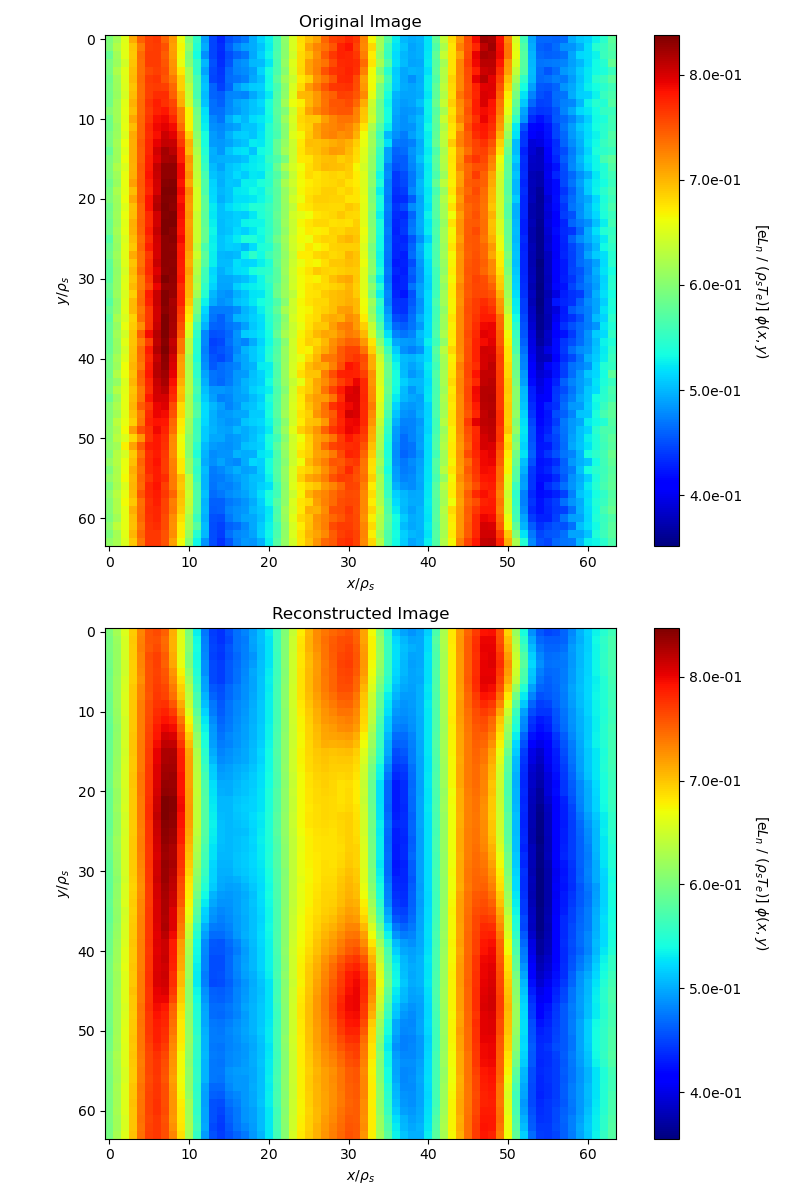 Original Image
0
10
20
30
40
50
60
y/ρₛ
0 10 20 30 40 50 60
x/ρₛ
8.0e-01
7.0e-01
6.0e-01
5.0e-01
4.0e-01
[eLₙ / (ρₛTₑ)] ϕ(x, y)
Reconstructed Image
0
10
20
30
40
50
60
y/ρₛ
0 10 20 30 40 50 60
x/ρₛ
8.0e-01
7.0e-01
6.0e-01
5.0e-01
4.0e-01
[eLₙ / (ρₛTₑ)] ϕ(x, y)